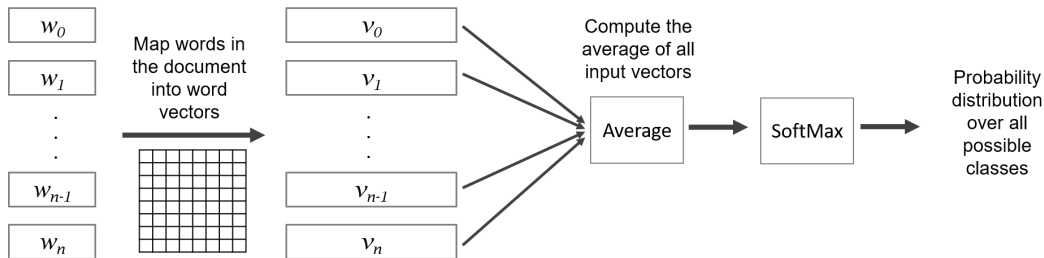 w0
w1
.
.
.
wn-1
wn
Map words in
the document
into word
vectors
v0
v1
.
.
.
vn-1
vn
Compute the
average of all
input vectors
Average
SoftMax
Probability
distribution
over all
possible
classes